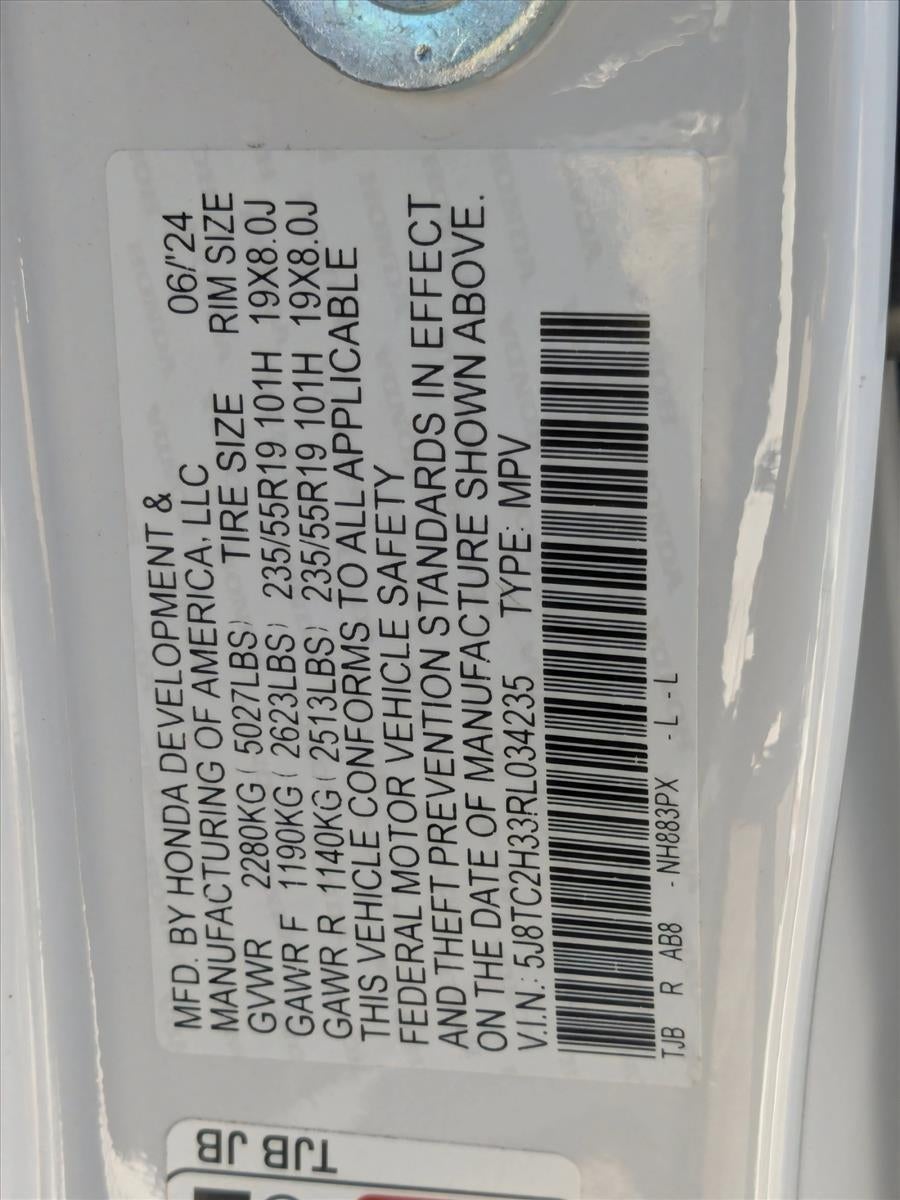 MFD. BY HONDA DEVELOPMENT &
MANUFACTURING OF AMERICA, LLC 06/'24
GVWR 2280KG ( 5027LBS) TIRE SIZE RIM SIZE
GAWR F 1190KG ( 2623LBS) 235/55R19 101H 19X8.0J
GAWR R 1140KG ( 2513LBS) 235/55R19 101H 19X8.0J
THIS VEHICLE CONFORMS TO ALL APPLICABLE
FEDERAL MOTOR VEHICLE SAFETY
AND THEFT PREVENTION STANDARDS IN EFFECT
ON THE DATE OF MANUFACTURE SHOWN ABOVE.
V.I.N.: 5J8TC2H33RL034235 TYPE: MPV
TJB R AB8 - NH883PX - L - L
TJB JB